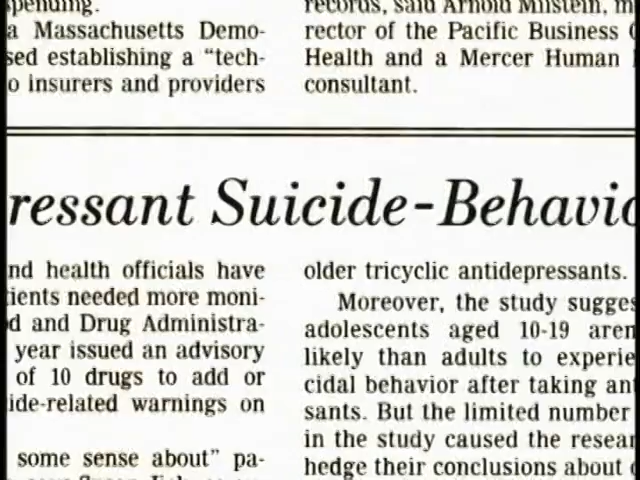 spending.
a Massachusetts Demo-
sed establishing a “tech-
o insurers and providers
records, said Arnold Milstein, m
rector of the Pacific Business
Health and a Mercer Human
consultant.
ressant Suicide-Behavio
nd health officials have
ients needed more moni-
d and Drug Administra-
year issued an advisory
of 10 drugs to add or
ide-related warnings on
some sense about” pa-
older tricyclic antidepressants.
Moreover, the study sugges
adolescents aged 10-19 aren
likely than adults to experie
cidal behavior after taking an
sants. But the limited number
in the study caused the resear
hedge their conclusions about